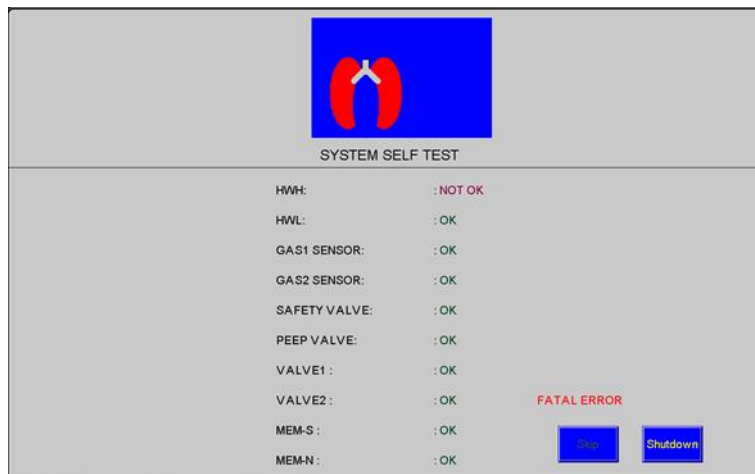 SYSTEM SELF TEST
HWH: : NOT OK
HWL: : OK
GAS1 SENSOR: : OK
GAS2 SENSOR: : OK
SAFETY VALVE: : OK
PEEP VALVE: : OK
VALVE1 : : OK
VALVE2 : : OK FATAL ERROR
MEM-S : : OK Skip Shutdown
MEM-N : : OK